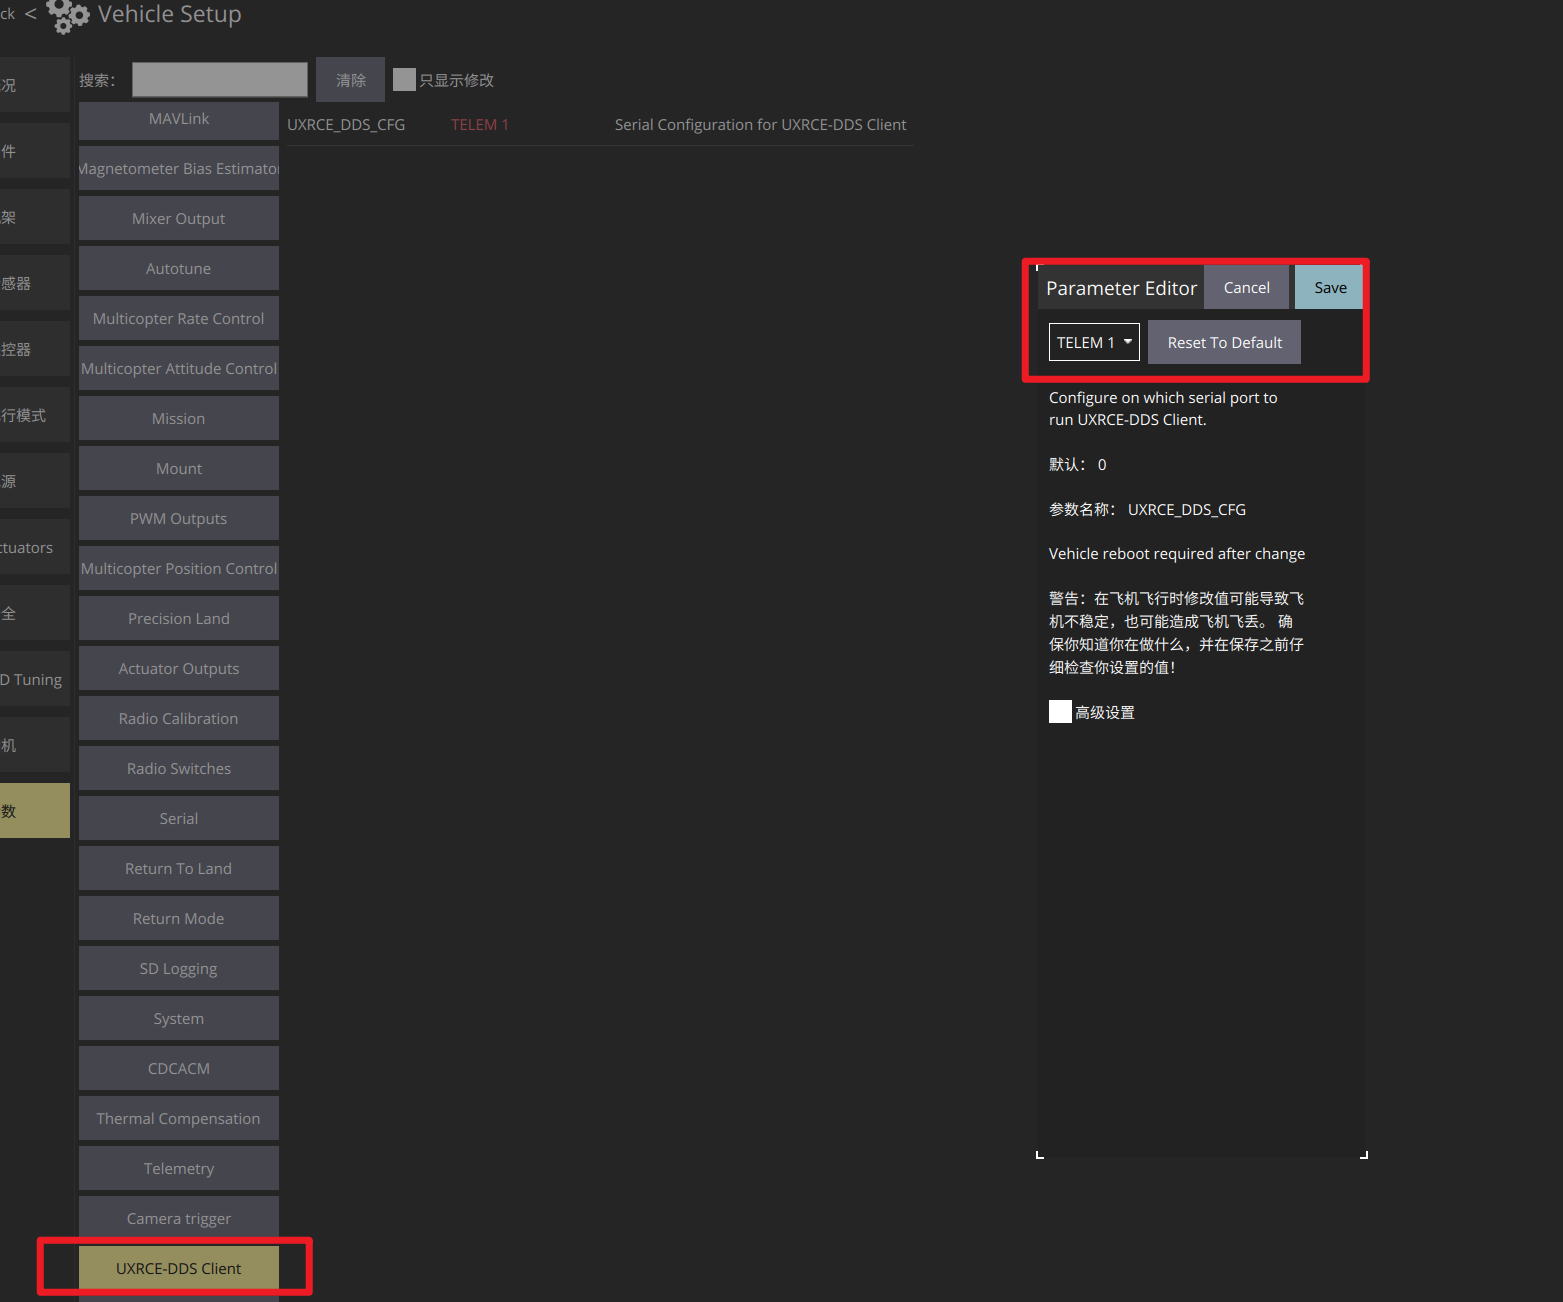 ck < Vehicle Setup
搜索： 清除 只显示修改
况
件
架
感器
控器
行模式
源
ctuators
全
D Tuning
机
数
MAVLink
Magnetometer Bias Estimator
Mixer Output
Autotune
Multicopter Rate Control
Multicopter Attitude Control
Mission
Mount
PWM Outputs
Multicopter Position Control
Precision Land
Actuator Outputs
Radio Calibration
Radio Switches
Serial
Return To Land
Return Mode
SD Logging
System
CDCACM
Thermal Compensation
Telemetry
Camera trigger
UXRCE-DDS Client
UXRCE_DDS_CFG TELEM 1 Serial Configuration for UXRCE-DDS Client
Parameter Editor Cancel Save
TELEM 1 Reset To Default
Configure on which serial port to
run UXRCE-DDS Client.
默认： 0
参数名称： UXRCE_DDS_CFG
Vehicle reboot required after change
警告：在飞机飞行时修改值可能导致飞
机不稳定，也可能造成飞机飞丢。 确
保你知道你在做什么，并在保存之前仔
细检查你设置的值！
高级设置